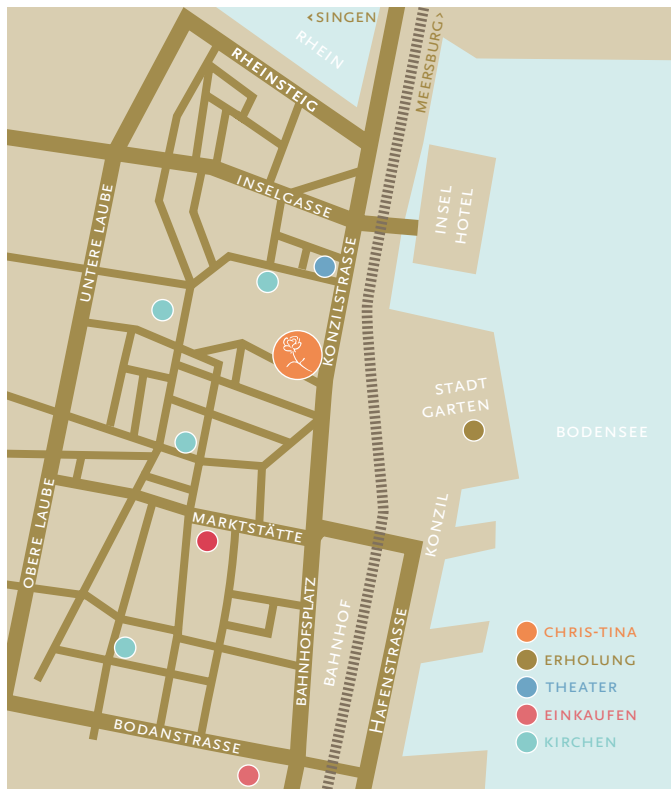 <SINGEN
RHEIN
MEERSBURG>
RHEINSTEIG
INSELGASSE
INSEL
HOTEL
UNTERE LAUBE
KONZILSTRASSE
STADT
GARTEN
BODENSEE
OBERE LAUBE
MARKTSTÄTTE
KONZIL
BAHNHOFSPLATZ
BAHNHOF
HAFENSTRASSE
BODANSTRASSE
CHRIS-TINA
ERHOLUNG
THEATER
EINKAUFEN
KIRCHEN